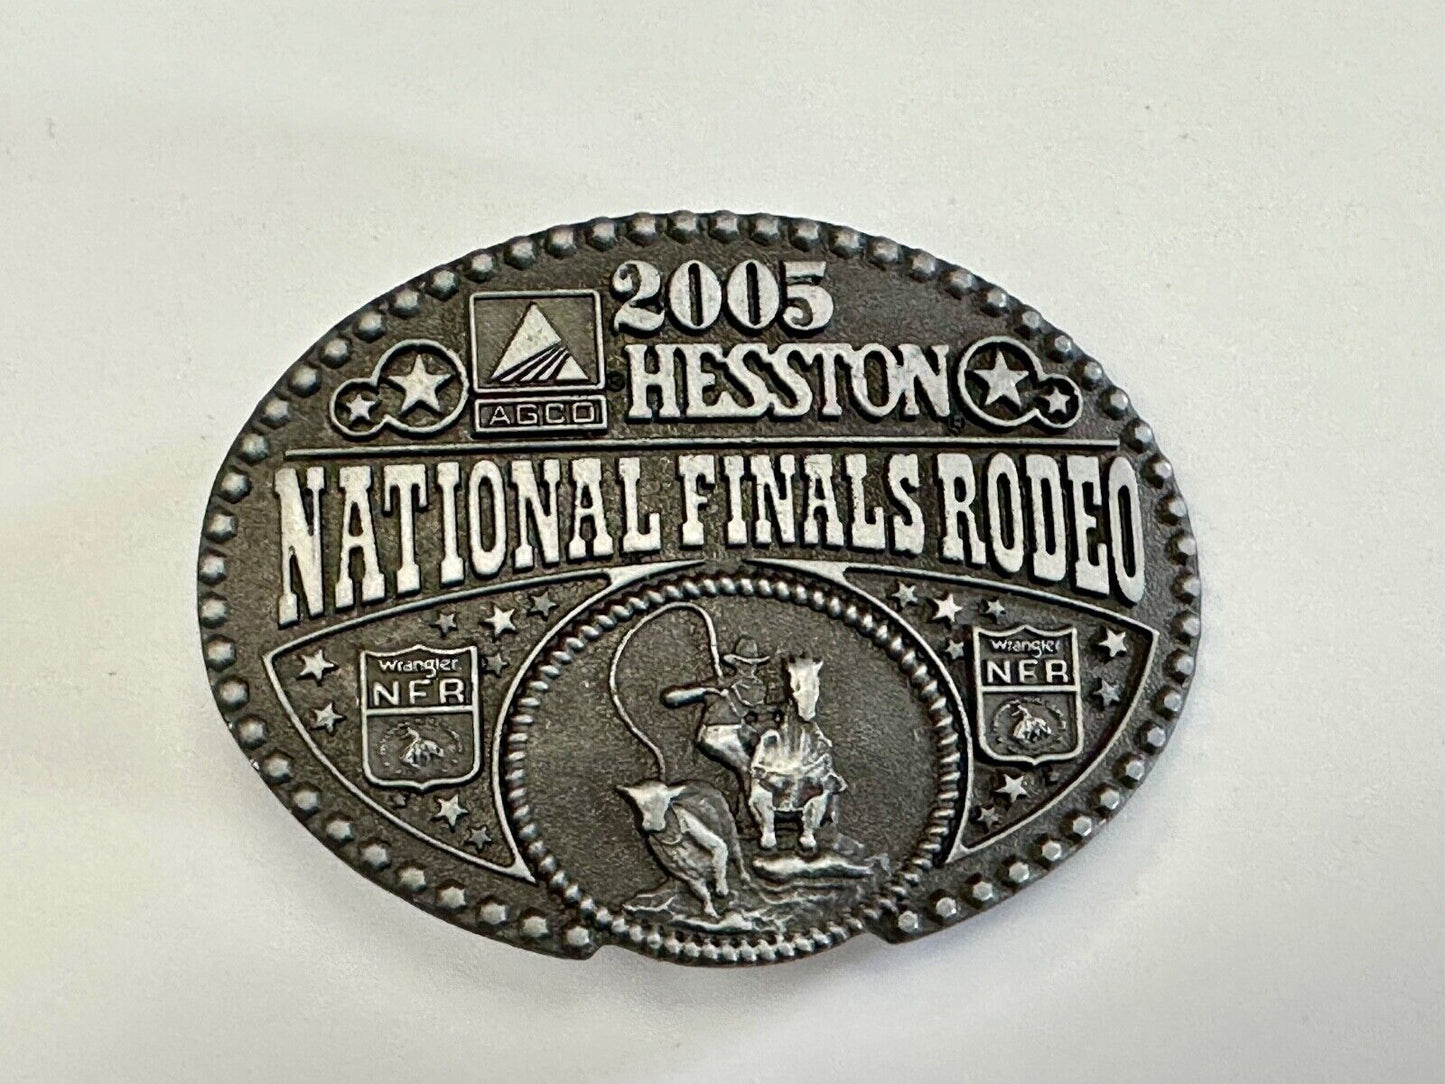 2005
HESSTON
AGCO ®
NATIONAL FINALS RODEO
Wrangler
NFR
Wrangler
NFR